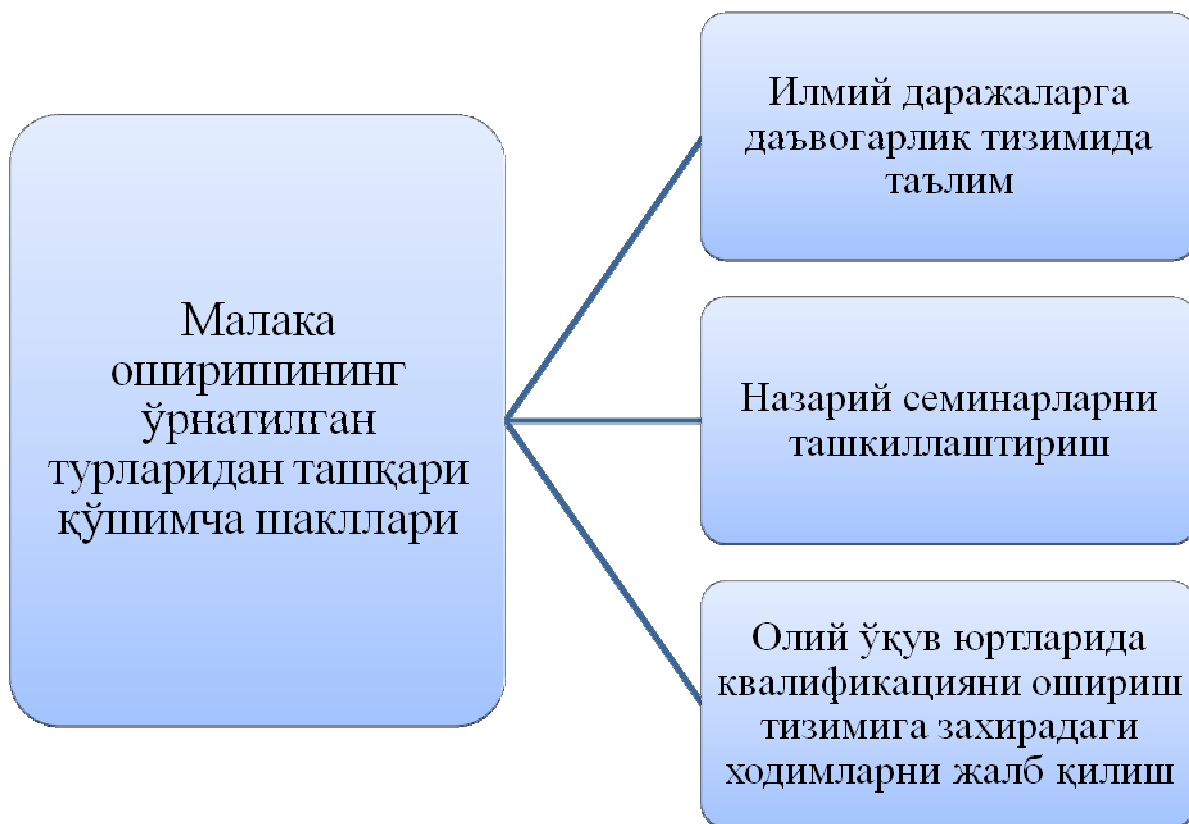 Малака
оширишининг
ўрнатилган
турларидан ташқари
қўшимча шакллари
Илмий даражаларга
даъвогарлик тизимида
таълим
Назарий семинарларни
ташкиллаштириш
Олий ўқув юртларида
квалификацияни ошириш
тизимига захирадаги
ходимларни жалб қилиш